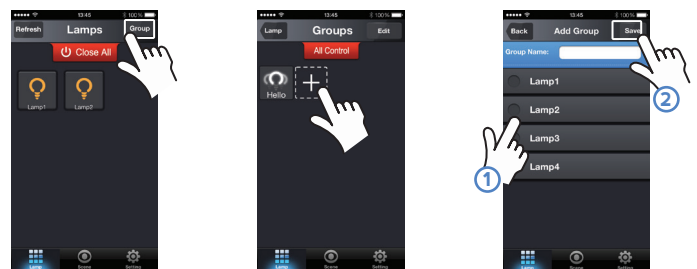 13:45 100%
Refresh Lamps Group
Close All
Lamp1 Lamp2
Lamp Scene Setting
13:45 100%
Lamp Groups Edit
All Control
Hello
Lamp Scene Setting
13:45 100%
Back Add Group Save
Group Name:
Lamp1
Lamp2
Lamp3
Lamp4
1
2
Lamp Scene Setting